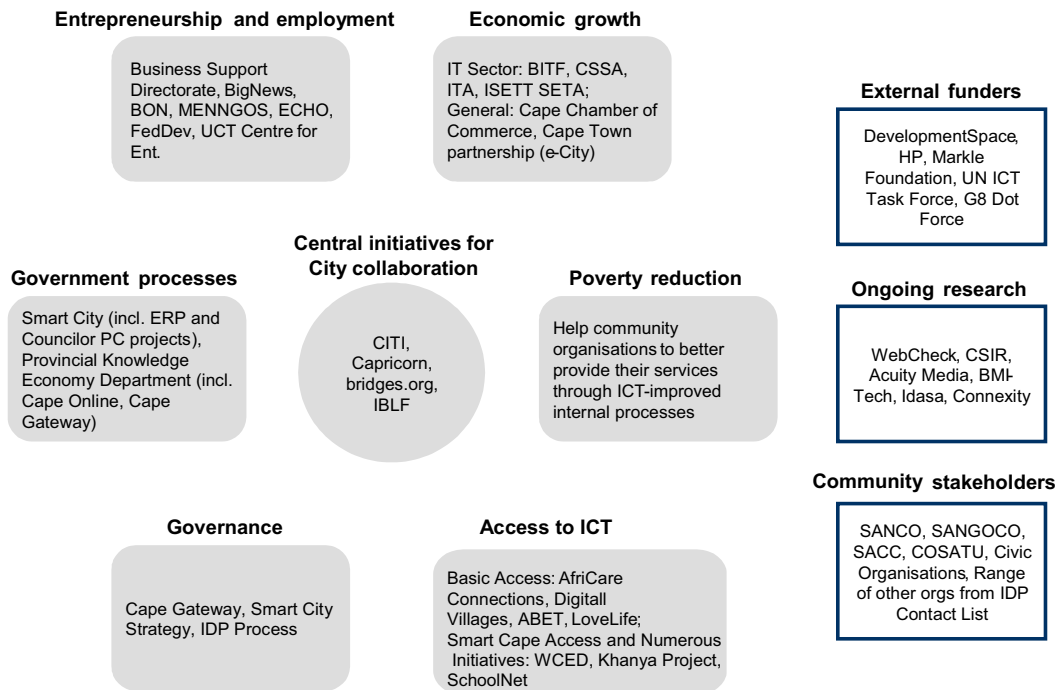 Entrepreneurship and employment
Business Support
Directorate, BigNews,
BON, MENNGOS, ECHO,
FedDev, UCT Centre for
Ent.
Economic growth
IT Sector: BITF, CSSA,
ITA, ISETT SETA;
General: Cape Chamber of
Commerce, Cape Town
partnership (e-City)
External funders
DevelopmentSpace,
HP, Markle
Foundation, UN ICT
Task Force, G8 Dot
Force
Government processes
Smart City (incl. ERP and
Councilor PC projects),
Provincial Knowledge
Economy Department (incl.
Cape Online, Cape
Gateway)
Central initiatives for
City collaboration
CITI,
Capricorn,
bridges.org,
IBLF
Poverty reduction
Help community
organisations to better
provide their services
through ICT-improved
internal processes
Ongoing research
WebCheck, CSIR,
Acuity Media, BMI-
Tech, Idasa, Connexity
Governance
Cape Gateway, Smart City
Strategy, IDP Process
Access to ICT
Basic Access: AfriCare
Connections, Digitall
Villages, ABET, LoveLife;
Smart Cape Access and Numerous
Initiatives: WCED, Khanya Project,
SchoolNet
Community stakeholders
SANCO, SANGOCO,
SACC, COSATU, Civic
Organisations, Range
of other orgs from IDP
Contact List